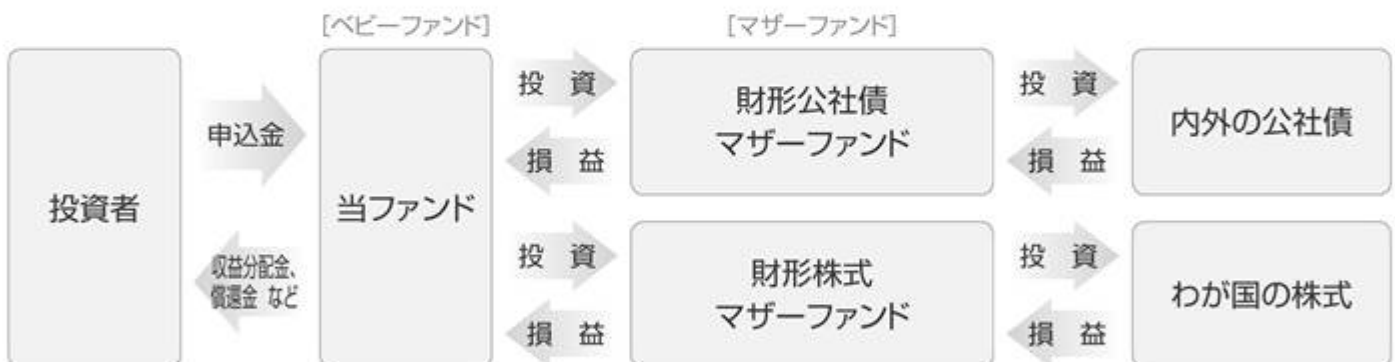 [ベビーファンド]
[マザーファンド]
投資者
申込金
収益分配金、
償還金 など
当ファンド
投 資
損 益
財形公社債
マザーファンド
投 資
損 益
内外の公社債
投 資
損 益
財形株式
マザーファンド
投 資
損 益
わが国の株式